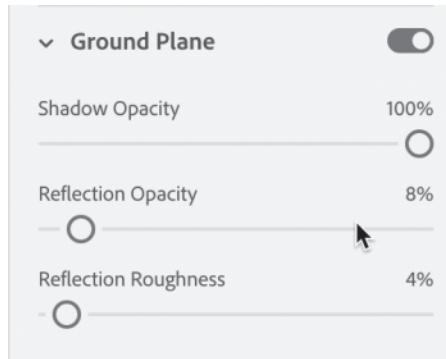 Ground Plane
Shadow Opacity 100%
Reflection Opacity 8%
Reflection Roughness 4%